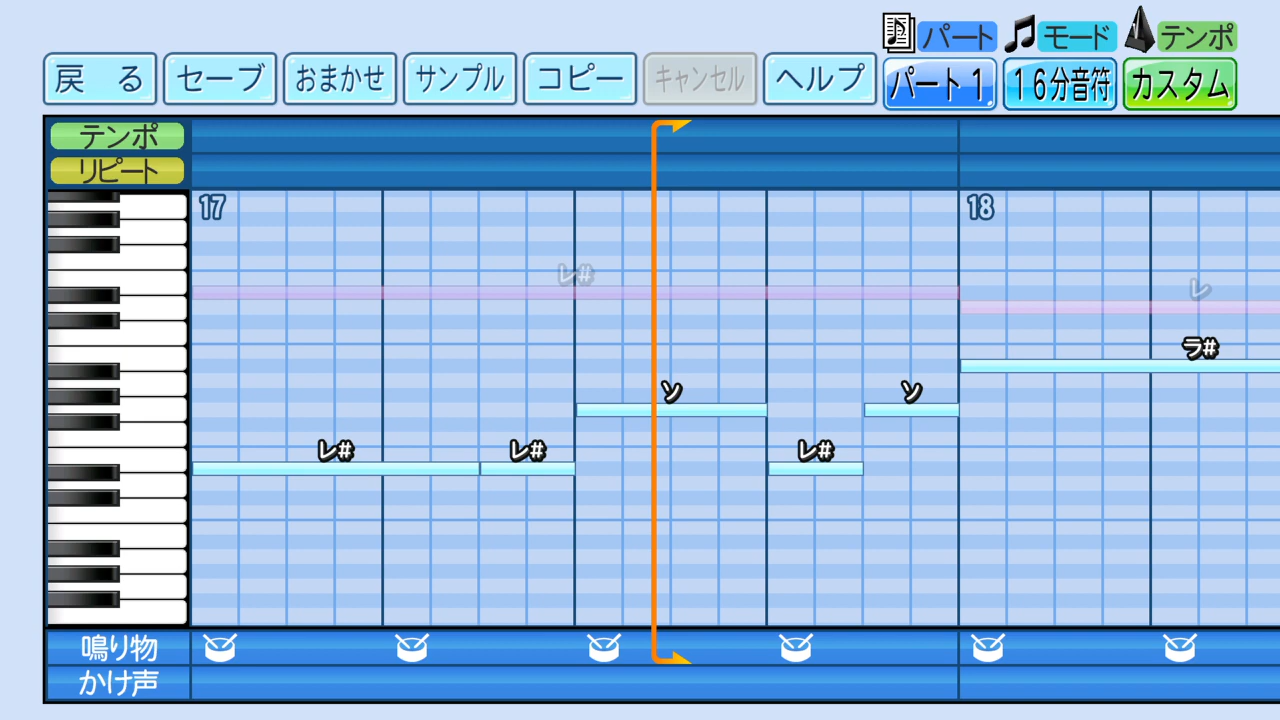 パート モード テンポ
戻る セーブ おまかせ サンプル コピー キャンセル ヘルプ パート１ １６分音符 カスタム
テンポ
リピート
17 18
レ# レ
ラ#
ソ ソ
レ# レ# レ#
鳴り物
かけ声